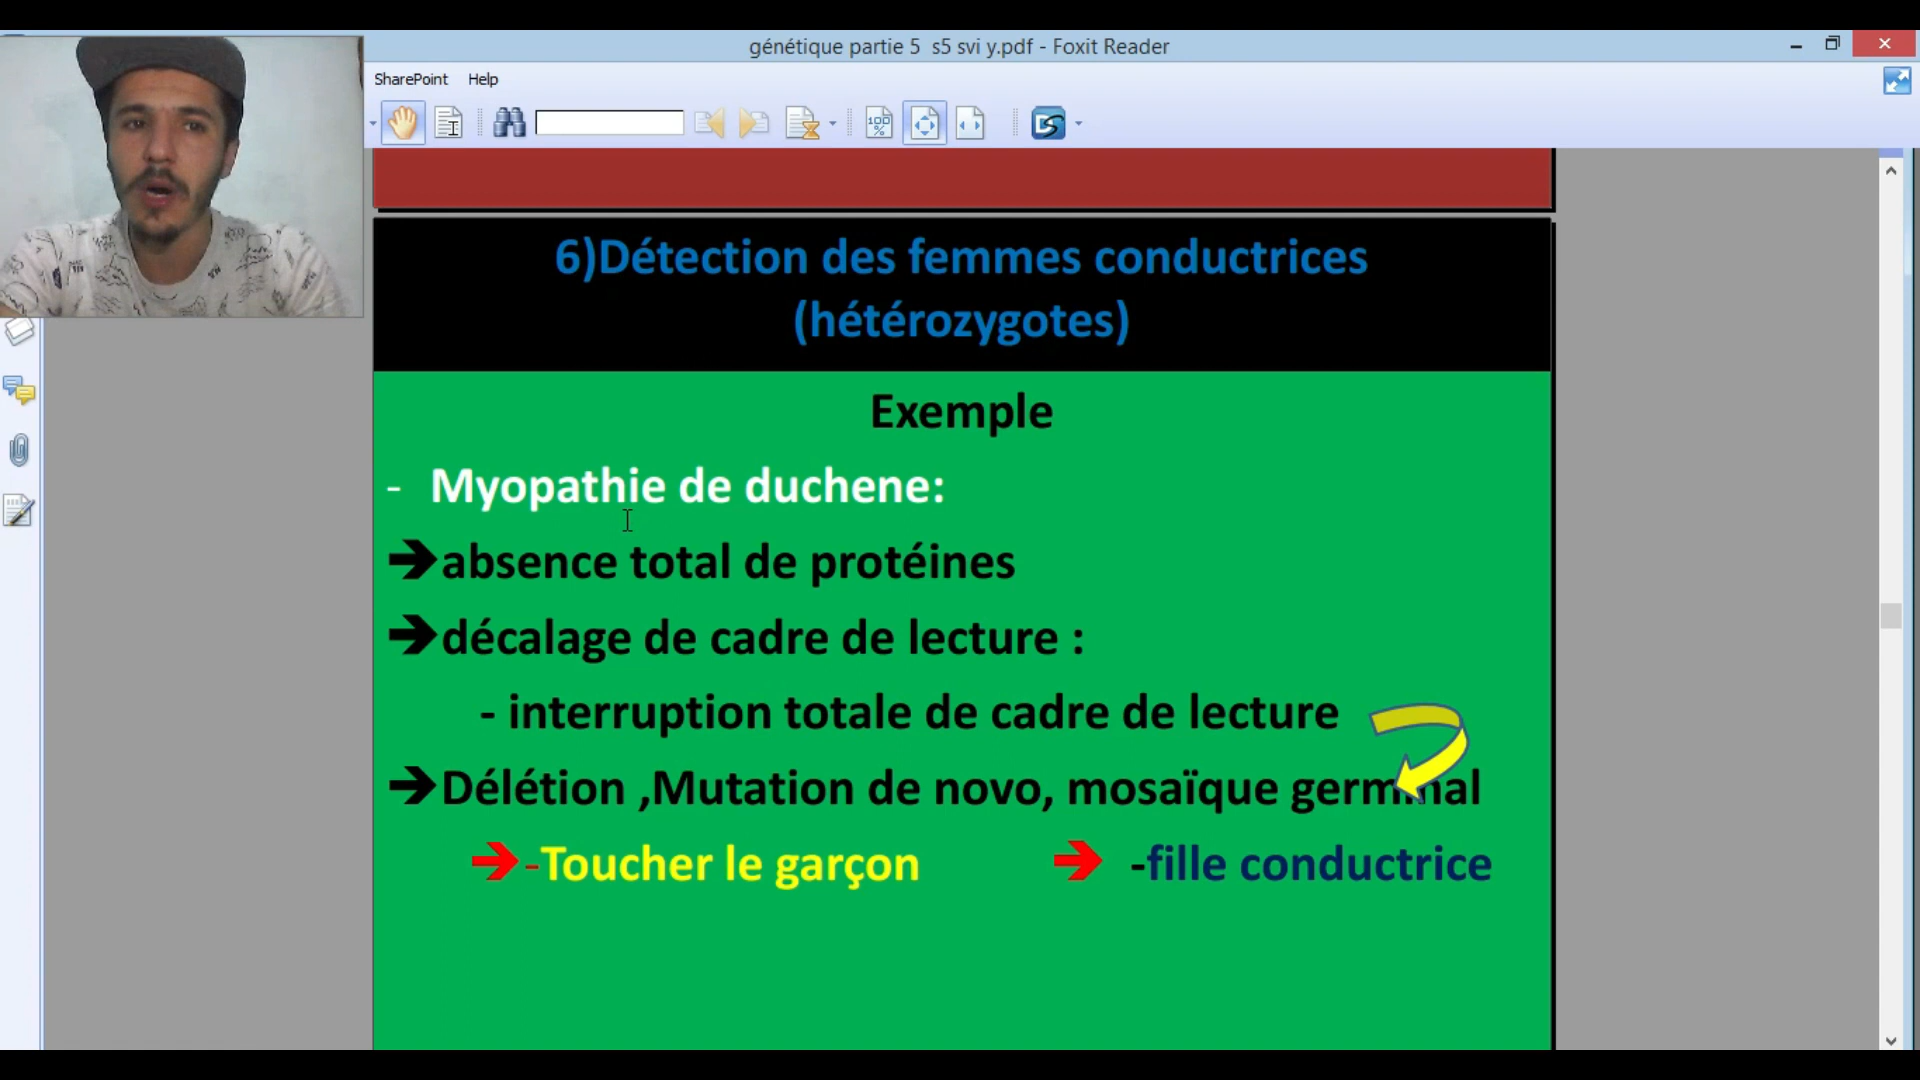 génétique partie 5  s5 svi y.pdf - Foxit Reader
SharePoint Help
100 %
6)Détection des femmes conductrices
(hétérozygotes)
Exemple
- Myopathie de duchene:
➔absence total de protéines
➔décalage de cadre de lecture :
- interruption totale de cadre de lecture
➔Délétion ,Mutation de novo, mosaïque germinal
➔-Toucher le garçon ➔ -fille conductrice